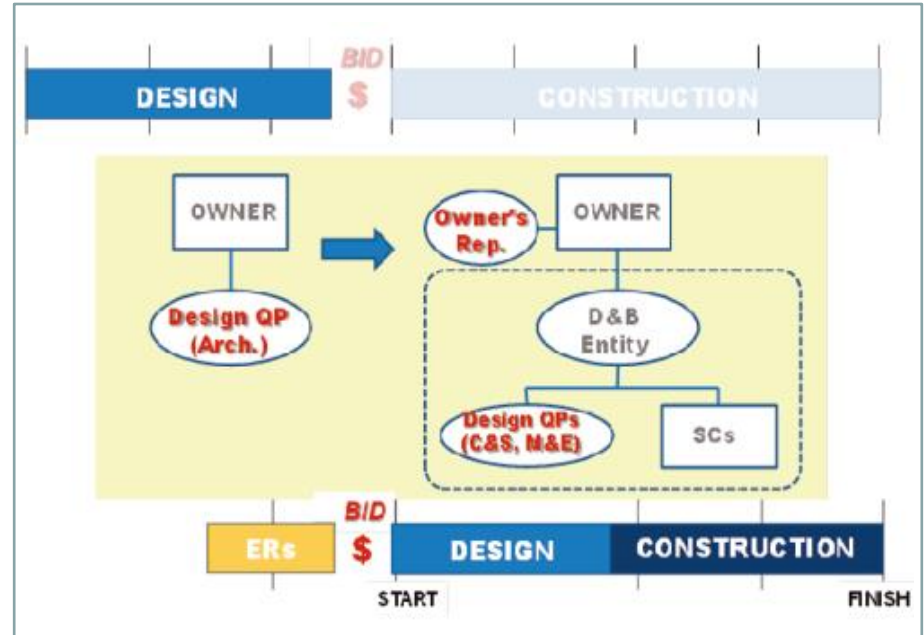 BID
DESIGN
$
CONSTRUCTION
OWNER
Owner's
Rep.
OWNER
Design QP
(Arch.)
D&B
Entity
Design QPs
(C&S, M&E)
SCs
BID
ERs
$
DESIGN
CONSTRUCTION
START
FINISH